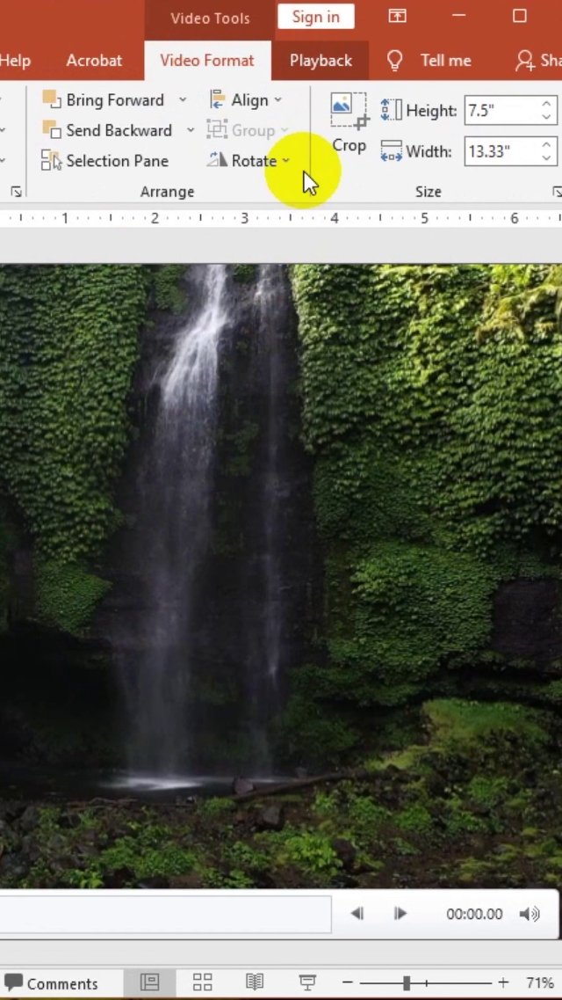 Video Tools
Sign in
Help
Acrobat
Video Format
Playback
Tell me
Sha
Bring Forward
Align
Send Backward
Group
Selection Pane
Rotate
Arrange
Crop
Height: 7.5"
Width: 13.33"
Size
1 2 3 4 5 6
00:00.00
Comments
71%